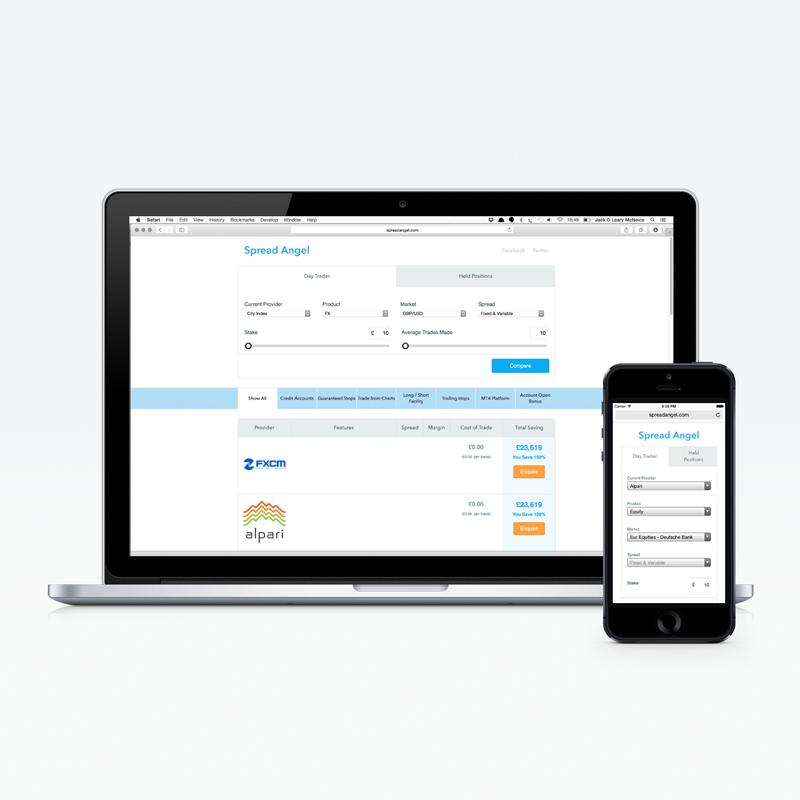 Safari File Edit View History Bookmarks Develop Window Help
18:49 Jack O Leary McNeice
spreadangel.com
Spread Angel
Facebook Twitter
Day Trader Held Positions
Current Provider Product Market Spread
City Index FX GBP/USD Fixed & Variable
Stake £ 10 Average Trades Made 10
Compare
Show All Credit Accounts Guaranteed Stops Trade from Charts Long / Short Facility Trailing stops MT4 Platform Account Open Bonus
Provider Features Spread Margin Cost of Trade Total Saving
FXCM £0.00 £23,619
£0.00 per trade) You Save 100%
Enquire
alpari £0.00 £23,619
£0.00 per trade) You Save 100%
Enquire
Carrier 9:35 PM
spreadangel.com
Spread Angel
Day Trader Held Positions
Current Provider
Alpari
Product
Equity
Market
Eur Equities - Deutsche Bank
Spread
Fixed & Variable
Stake £ 10